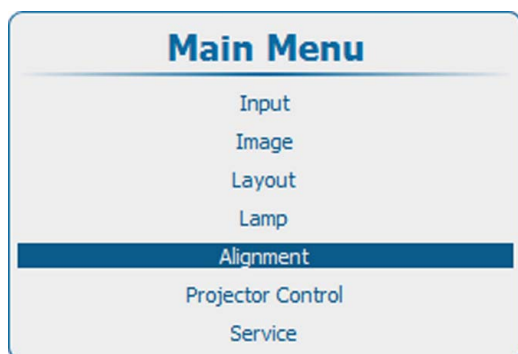 Main Menu
Input
Image
Layout
Lamp
Alignment
Projector Control
Service